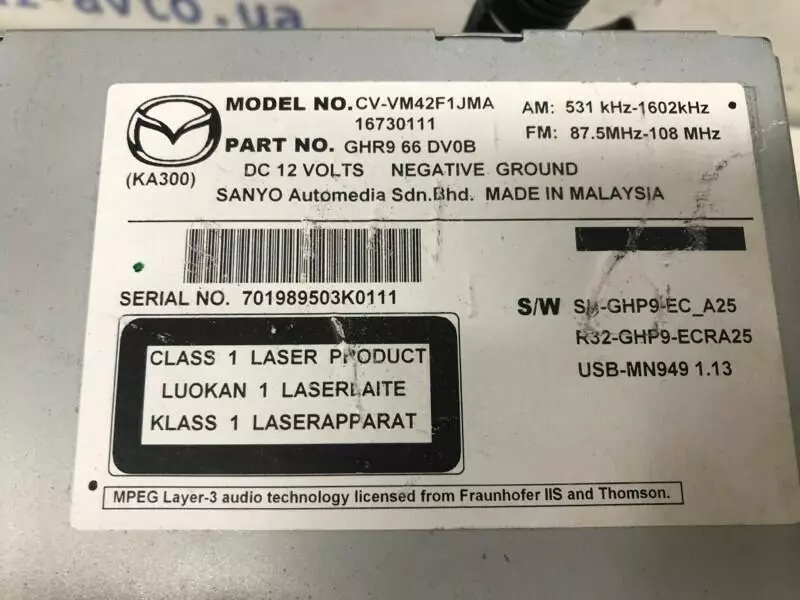 avto.ua
MODEL NO. CV-VM42F1JMA
16730111
PART NO. GHR9 66 DV0B
AM: 531 kHz-1602kHz
FM: 87.5MHz-108 MHz
(KA300)
DC 12 VOLTS NEGATIVE GROUND
SANYO Automedia Sdn.Bhd. MADE IN MALAYSIA
SERIAL NO. 701989503K0111
S/W
R32-GHP9-ECRA25
USB-MN949 1.13
CLASS 1 LASER PRODUCT
LUOKAN 1 LASERLAITE
KLASS 1 LASERAPPARAT
MPEG Layer-3 audio technology licensed from Fraunhofer IIS and Thomson.